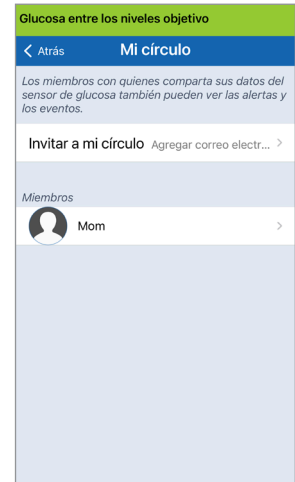 Glucosa entre los niveles objetivo
Atrás Mi círculo
Los miembros con quienes comparta sus datos del
sensor de glucosa también pueden ver las alertas y
los eventos.
Invitar a mi círculo Agregar correo electr...
Miembros
Mom